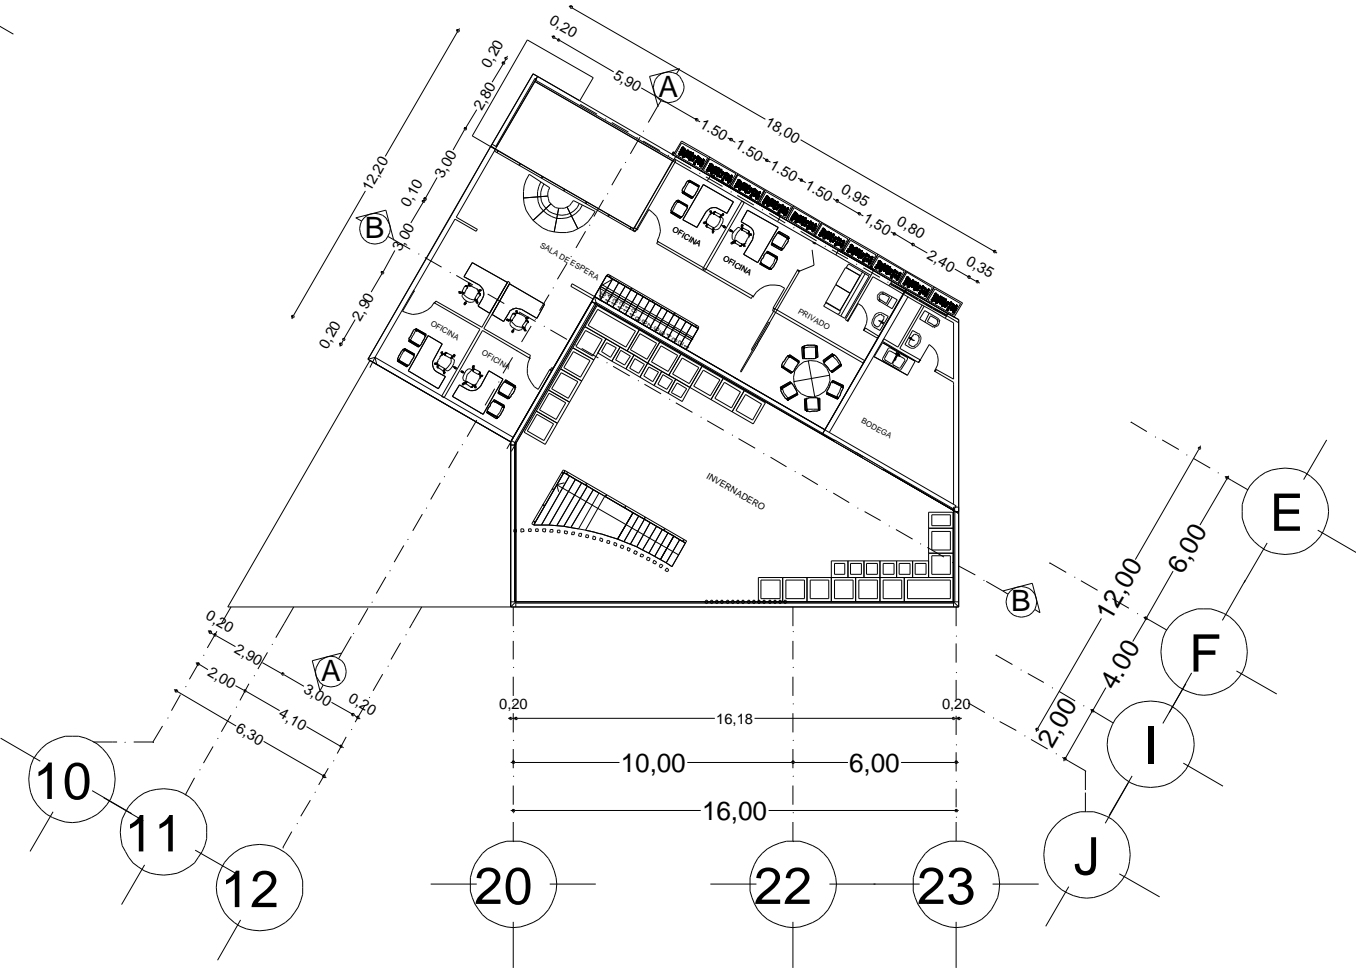 0,20
5,90
A
18,00
1.50
1.50
1.50
1.50
0,95
1,50
0,80
2,40
0,35
0,20
2,80
3,00
0,10
3,00
2,90
0,20
12,20
B
OFICINA
OFICINA
SALA DE ESPERA
PRIVADO
OFICINA
OFICINA
BODEGA
INVERNADERO
E
6,00
12,00
F
4.00
B
I
2,00
J
0,20
2,90
A
2,00
3,00
0,20
4,10
6,30
0,20
16,18
0,20
10,00
6,00
16,00
10
11
12
20
22
23